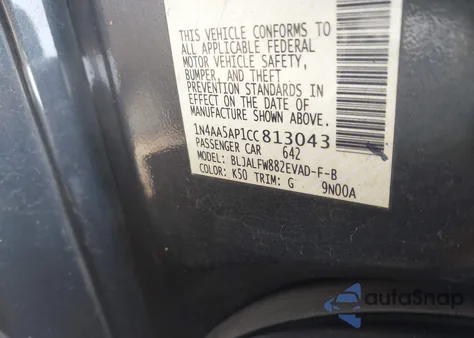 THIS VEHICLE CONFORMS TO
ALL APPLICABLE FEDERAL
MOTOR VEHICLE SAFETY,
BUMPER, AND THEFT
PREVENTION STANDARDS IN
EFFECT ON THE DATE OF
MANUFACTURE SHOWN ABOVE.
1N4AA5AP1CC813043
PASSENGER CAR 642
MODEL: BLJALFW882EVAD-F-B
COLOR: K50 TRIM: G 9N00A
autaSnap